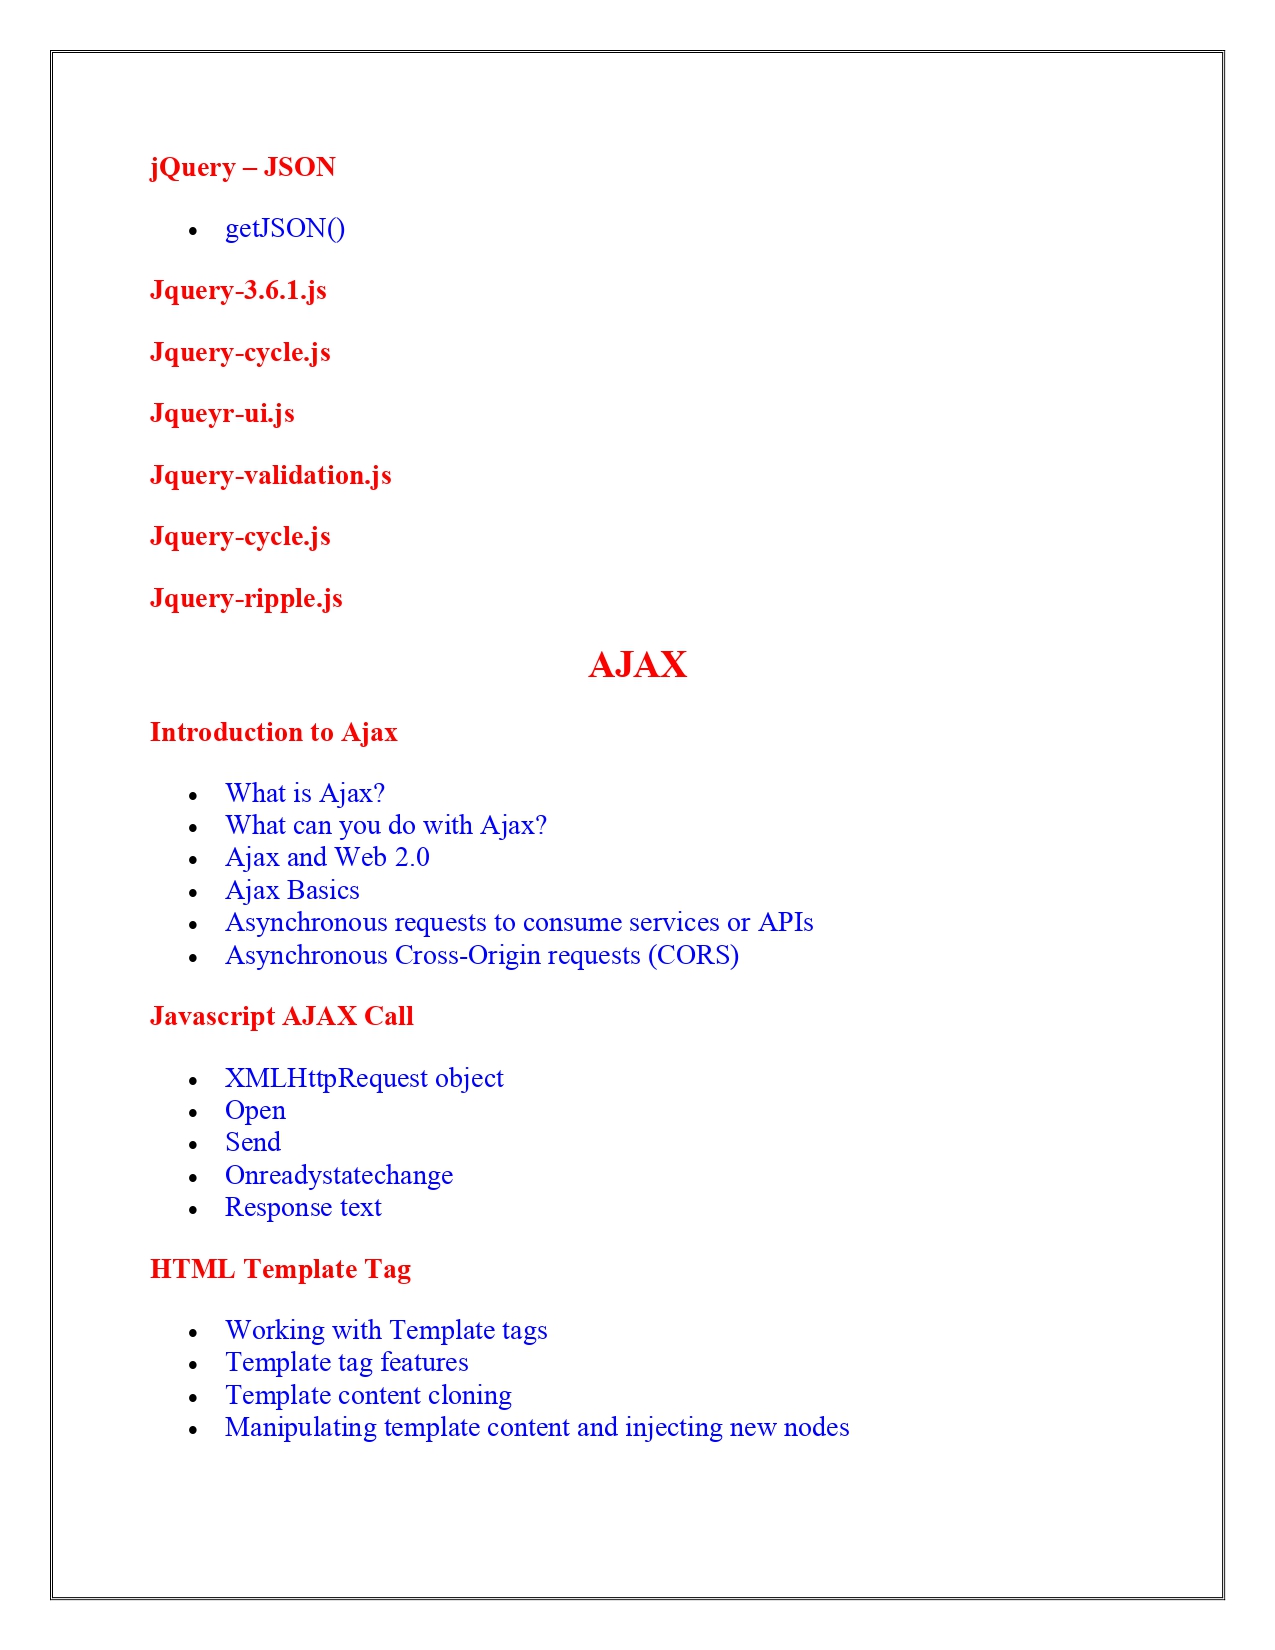 jQuery – JSON
• getJSON()
Jquery-3.6.1.js
Jquery-cycle.js
Jqueyr-ui.js
Jquery-validation.js
Jquery-cycle.js
Jquery-ripple.js
AJAX
Introduction to Ajax
• What is Ajax?
• What can you do with Ajax?
• Ajax and Web 2.0
• Ajax Basics
• Asynchronous requests to consume services or APIs
• Asynchronous Cross-Origin requests (CORS)
Javascript AJAX Call
• XMLHttpRequest object
• Open
• Send
• Onreadystatechange
• Response text
HTML Template Tag
• Working with Template tags
• Template tag features
• Template content cloning
• Manipulating template content and injecting new nodes